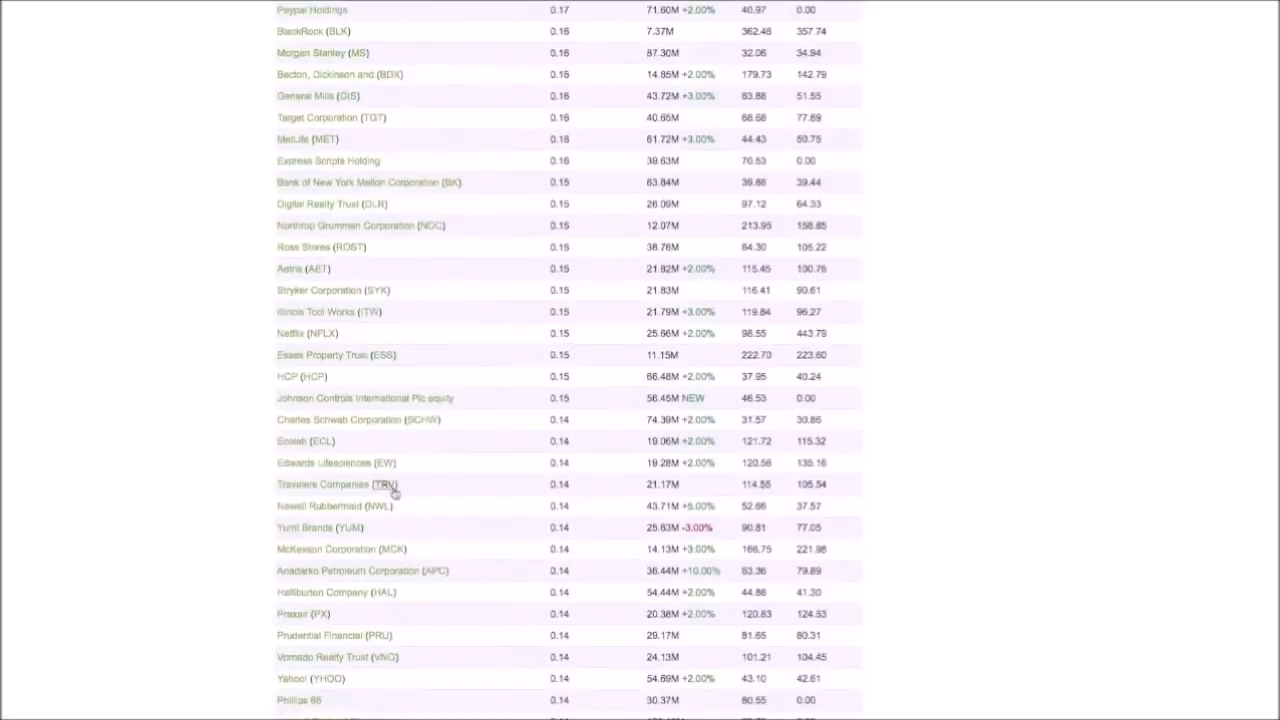 Paypal Holdings 0.17 71.60M +2.00% 40.97 0.00
BlackRock (BLK) 0.16 7.37M 362.46 357.74
Morgan Stanley (MS) 0.16 87.30M 32.06 34.94
Becton, Dickinson and (BDX) 0.16 14.85M +2.00% 179.73 142.79
General Mills (GIS) 0.16 43.72M +3.00% 63.88 51.55
Target Corporation (TGT) 0.16 40.65M 68.68 77.89
MetLife (MET) 0.16 61.72M +3.00% 44.43 50.75
Express Scripts Holding 0.16 39.63M 70.53 0.00
Bank of New York Mellon Corporation (BK) 0.15 63.84M 39.88 39.44
Digital Realty Trust (DLR) 0.15 26.09M 97.12 64.33
Northrop Grumman Corporation (NOC) 0.15 12.07M 213.95 158.85
Ross Stores (ROST) 0.15 38.76M 64.30 105.22
Aetna (AET) 0.15 21.82M +2.00% 115.45 100.76
Stryker Corporation (SYK) 0.15 21.83M 116.41 90.61
Illinois Tool Works (ITW) 0.15 21.79M +3.00% 119.84 96.27
Netflix (NFLX) 0.15 25.66M +2.00% 98.55 443.79
Essex Property Trust (ESS) 0.15 11.15M 222.70 223.60
HCP (HCP) 0.15 66.48M +2.00% 37.95 40.24
Johnson Controls International Plc equity 0.15 56.45M NEW 46.53 0.00
Charles Schwab Corporation (SCHW) 0.14 74.39M +2.00% 31.57 30.86
Ecolab (ECL) 0.14 19.06M +2.00% 121.72 115.32
Edwards Lifesciences (EW) 0.14 19.28M +2.00% 120.56 135.16
Travelers Companies (TRV) 0.14 21.17M 114.55 105.54
Newell Rubbermaid (NWL) 0.14 43.71M +5.00% 52.66 37.57
Yum! Brands (YUM) 0.14 25.63M -3.00% 90.81 77.05
McKesson Corporation (MCK) 0.14 14.13M +3.00% 166.75 221.98
Anadarko Petroleum Corporation (APC) 0.14 36.44M +10.00% 63.36 79.89
Halliburton Company (HAL) 0.14 54.44M +2.00% 44.88 41.30
Praxair (PX) 0.14 20.38M +2.00% 120.83 124.53
Prudential Financial (PRU) 0.14 29.17M 81.65 80.31
Vornado Realty Trust (VNO) 0.14 24.13M 101.21 104.45
Yahoo! (YHOO) 0.14 54.69M +2.00% 43.10 42.61
Phillips 66 0.14 30.37M 80.55 0.00